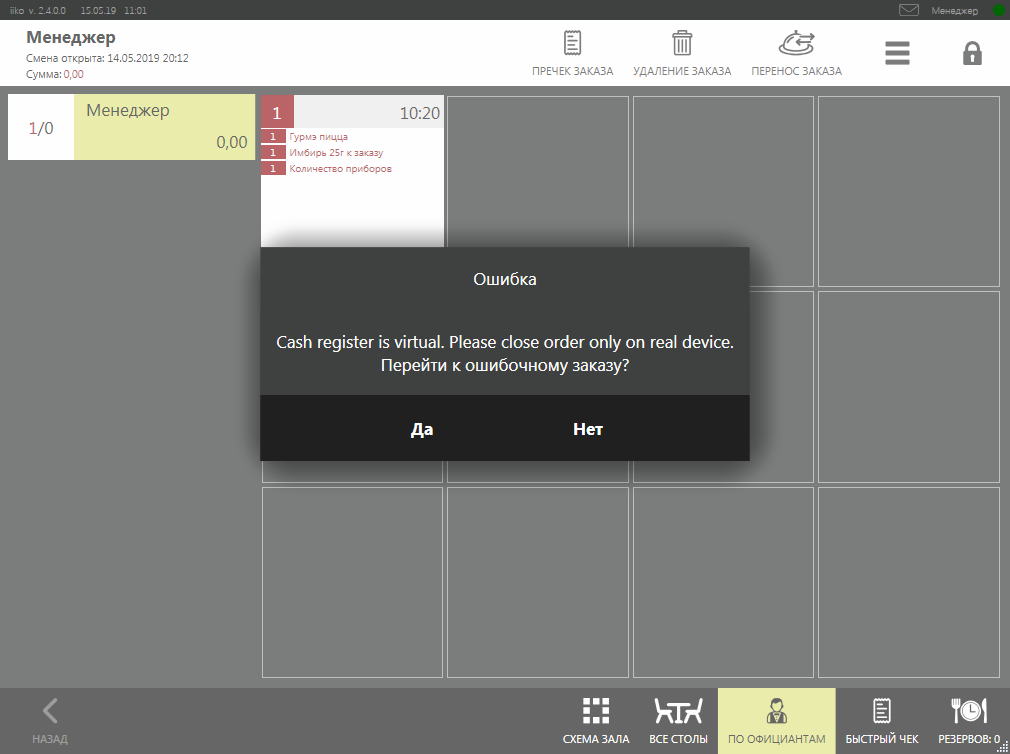 iiko v. 2.4.0.0 15.05.19 11:01 Менеджер
Менеджер
Смена открыта: 14.05.2019 20:12
Сумма: 0,00
ПРЕЧЕК ЗАКАЗА УДАЛЕНИЕ ЗАКАЗА ПЕРЕНОС ЗАКАЗА
1/0 Менеджер
0,00
1 10:20
1 Гурмэ пицца
1 Имбирь 25г к заказу
1 Количество приборов
Ошибка
Cash register is virtual. Please close order only on real device.
Перейти к ошибочному заказу?
Да Нет
НАЗАД СХЕМА ЗАЛА ВСЕ СТОЛЫ ПО ОФИЦИАНТАМ БЫСТРЫЙ ЧЕК РЕЗЕРВОВ: 0